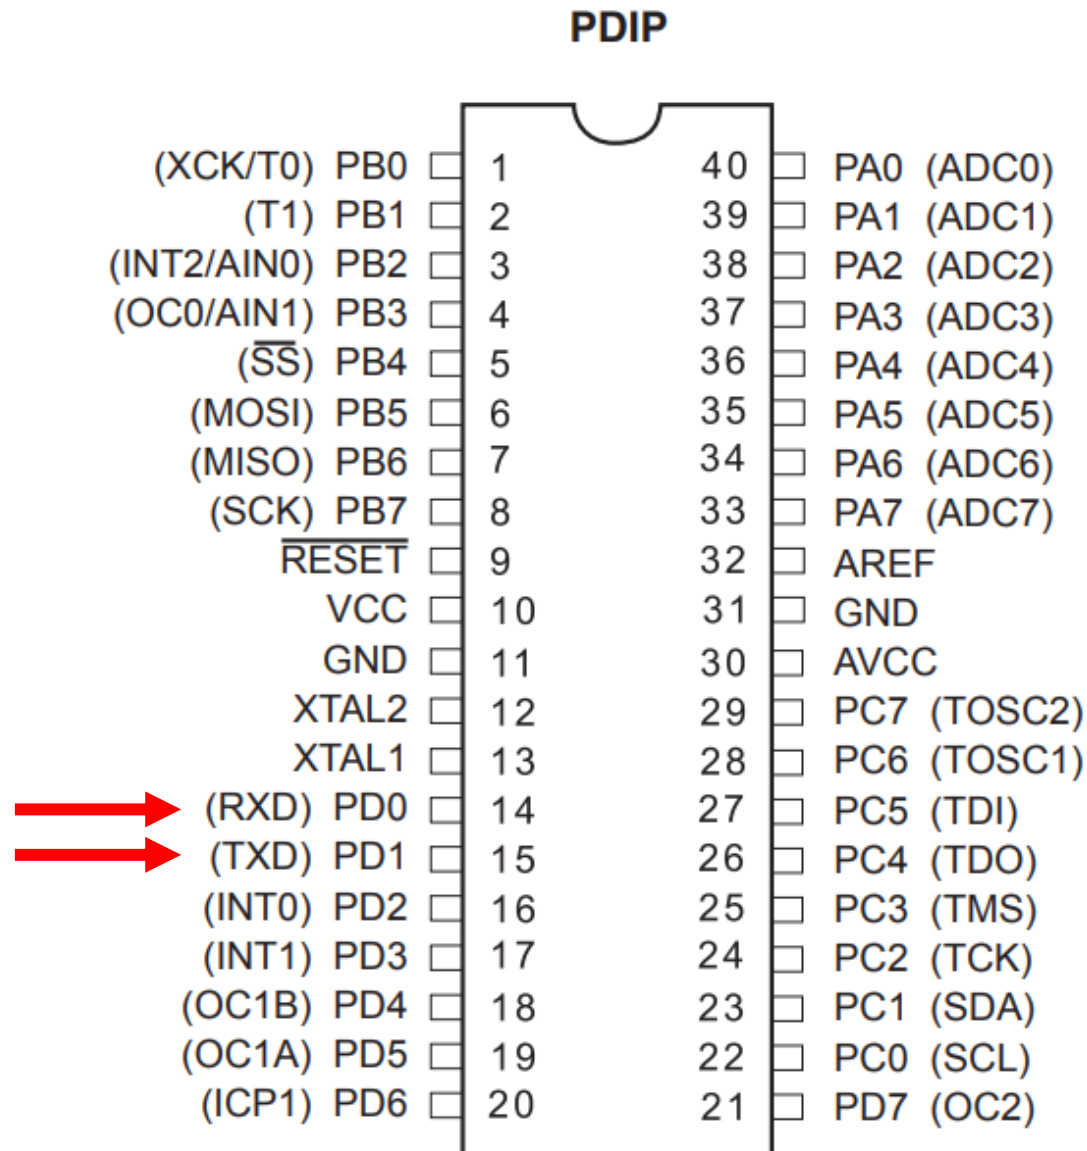 PDIP
(XCK/T0) PB0 1 40 PA0 (ADC0)
(T1) PB1 2 39 PA1 (ADC1)
(INT2/AIN0) PB2 3 38 PA2 (ADC2)
(OC0/AIN1) PB3 4 37 PA3 (ADC3)
(SS) PB4 5 36 PA4 (ADC4)
(MOSI) PB5 6 35 PA5 (ADC5)
(MISO) PB6 7 34 PA6 (ADC6)
(SCK) PB7 8 33 PA7 (ADC7)
RESET 9 32 AREF
VCC 10 31 GND
GND 11 30 AVCC
XTAL2 12 29 PC7 (TOSC2)
XTAL1 13 28 PC6 (TOSC1)
(RXD) PD0 14 27 PC5 (TDI)
(TXD) PD1 15 26 PC4 (TDO)
(INT0) PD2 16 25 PC3 (TMS)
(INT1) PD3 17 24 PC2 (TCK)
(OC1B) PD4 18 23 PC1 (SDA)
(OC1A) PD5 19 22 PC0 (SCL)
(ICP1) PD6 20 21 PD7 (OC2)